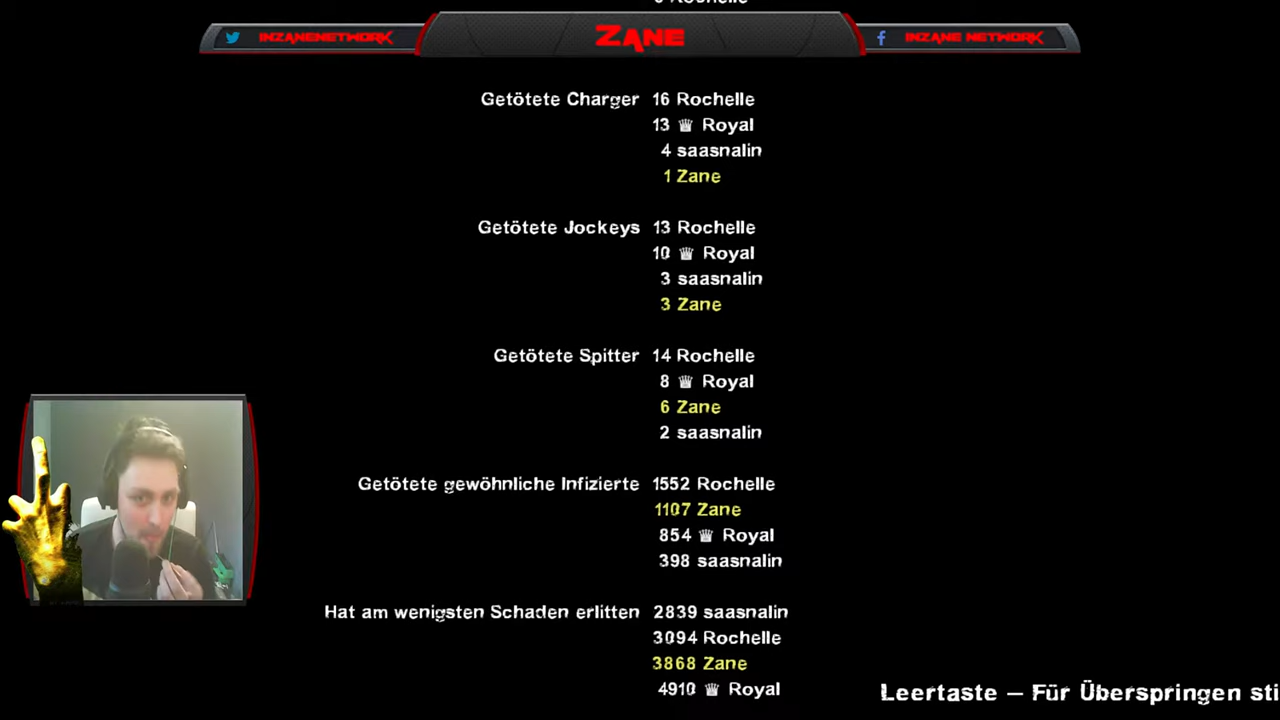 INZANENETWORK
ZANE
INZANE NETWORK
Getötete Charger 16 Rochelle
13 ♛ Royal
4 saasnalin
1 Zane
Getötete Jockeys 13 Rochelle
10 ♛ Royal
3 saasnalin
3 Zane
Getötete Spitter 14 Rochelle
8 ♛ Royal
6 Zane
2 saasnalin
Getötete gewöhnliche Infizierte 1552 Rochelle
1107 Zane
854 ♛ Royal
398 saasnalin
Hat am wenigsten Schaden erlitten 2839 saasnalin
3094 Rochelle
3868 Zane
4910 ♛ Royal
Leertaste – Für Überspringen sti